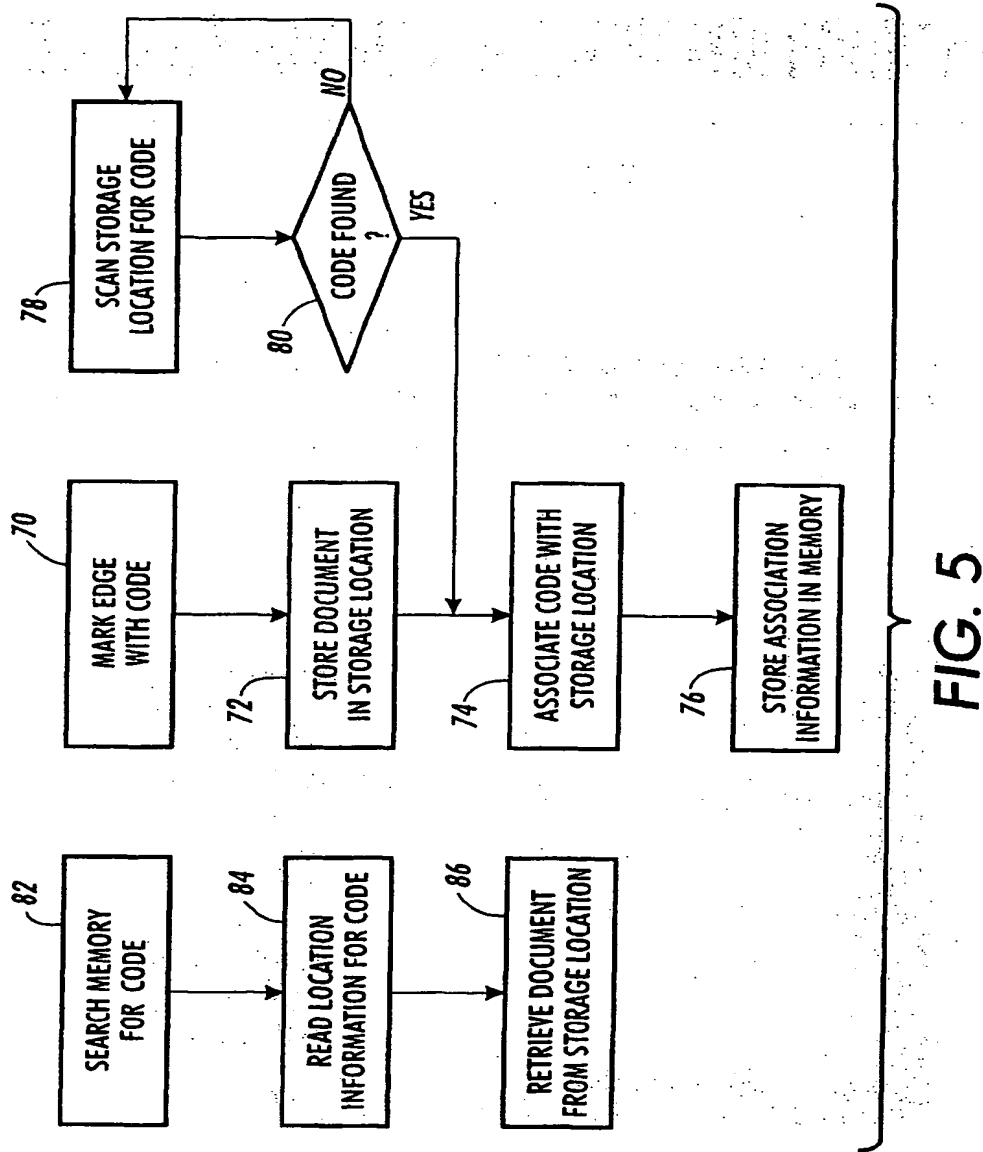 82
SEARCH MEMORY
FOR CODE
84
READ LOCATION
INFORMATION FOR CODE
86
RETRIEVE DOCUMENT
FROM STORAGE LOCATION
70
MARK EDGE
WITH CODE
72
STORE DOCUMENT
IN STORAGE LOCATION
74
ASSOCIATE CODE WITH
STORAGE LOCATION
76
STORE ASSOCIATION
INFORMATION IN MEMORY
78
SCAN STORAGE
LOCATION FOR CODE
80
CODE FOUND
?
NO
YES
FIG. 5